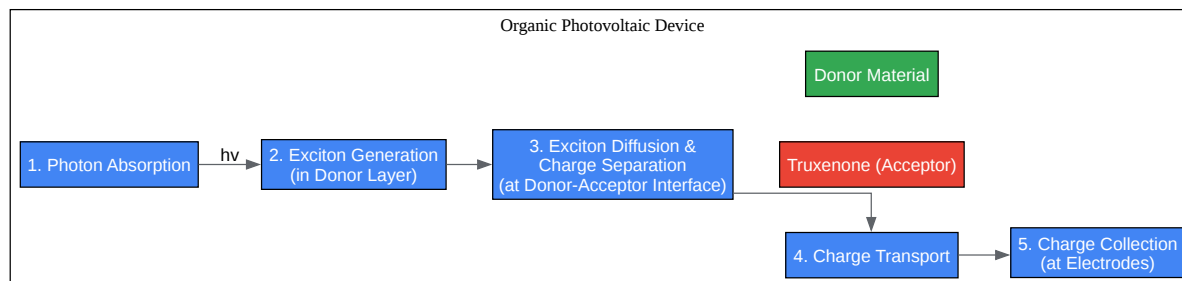 Organic Photovoltaic Device
Donor Material
1. Photon Absorption
hv
2. Exciton Generation
(in Donor Layer)
3. Exciton Diffusion &
Charge Separation
(at Donor-Acceptor Interface)
Truxenone (Acceptor)
4. Charge Transport
5. Charge Collection
(at Electrodes)